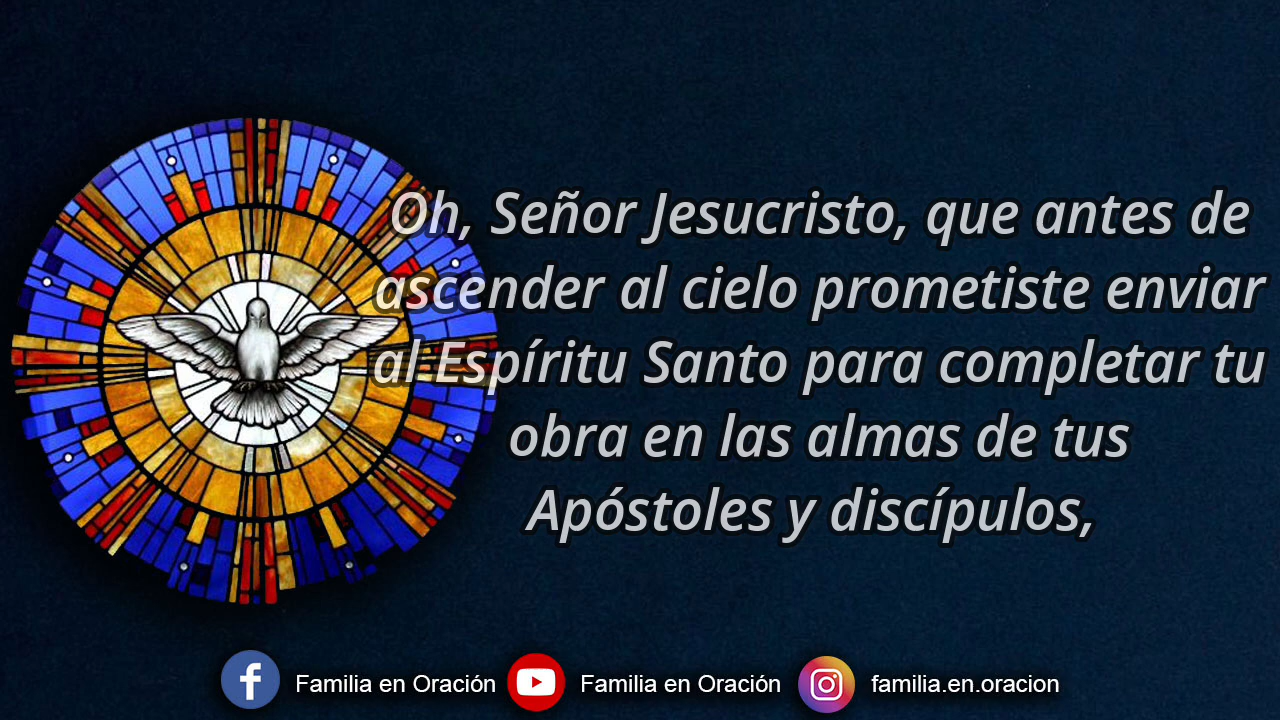 Oh, Señor Jesucristo, que antes de
ascender al cielo prometiste enviar
al Espíritu Santo para completar tu
obra en las almas de tus
Apóstoles y discípulos,
Familia en Oración
Familia en Oración
familia.en.oracion